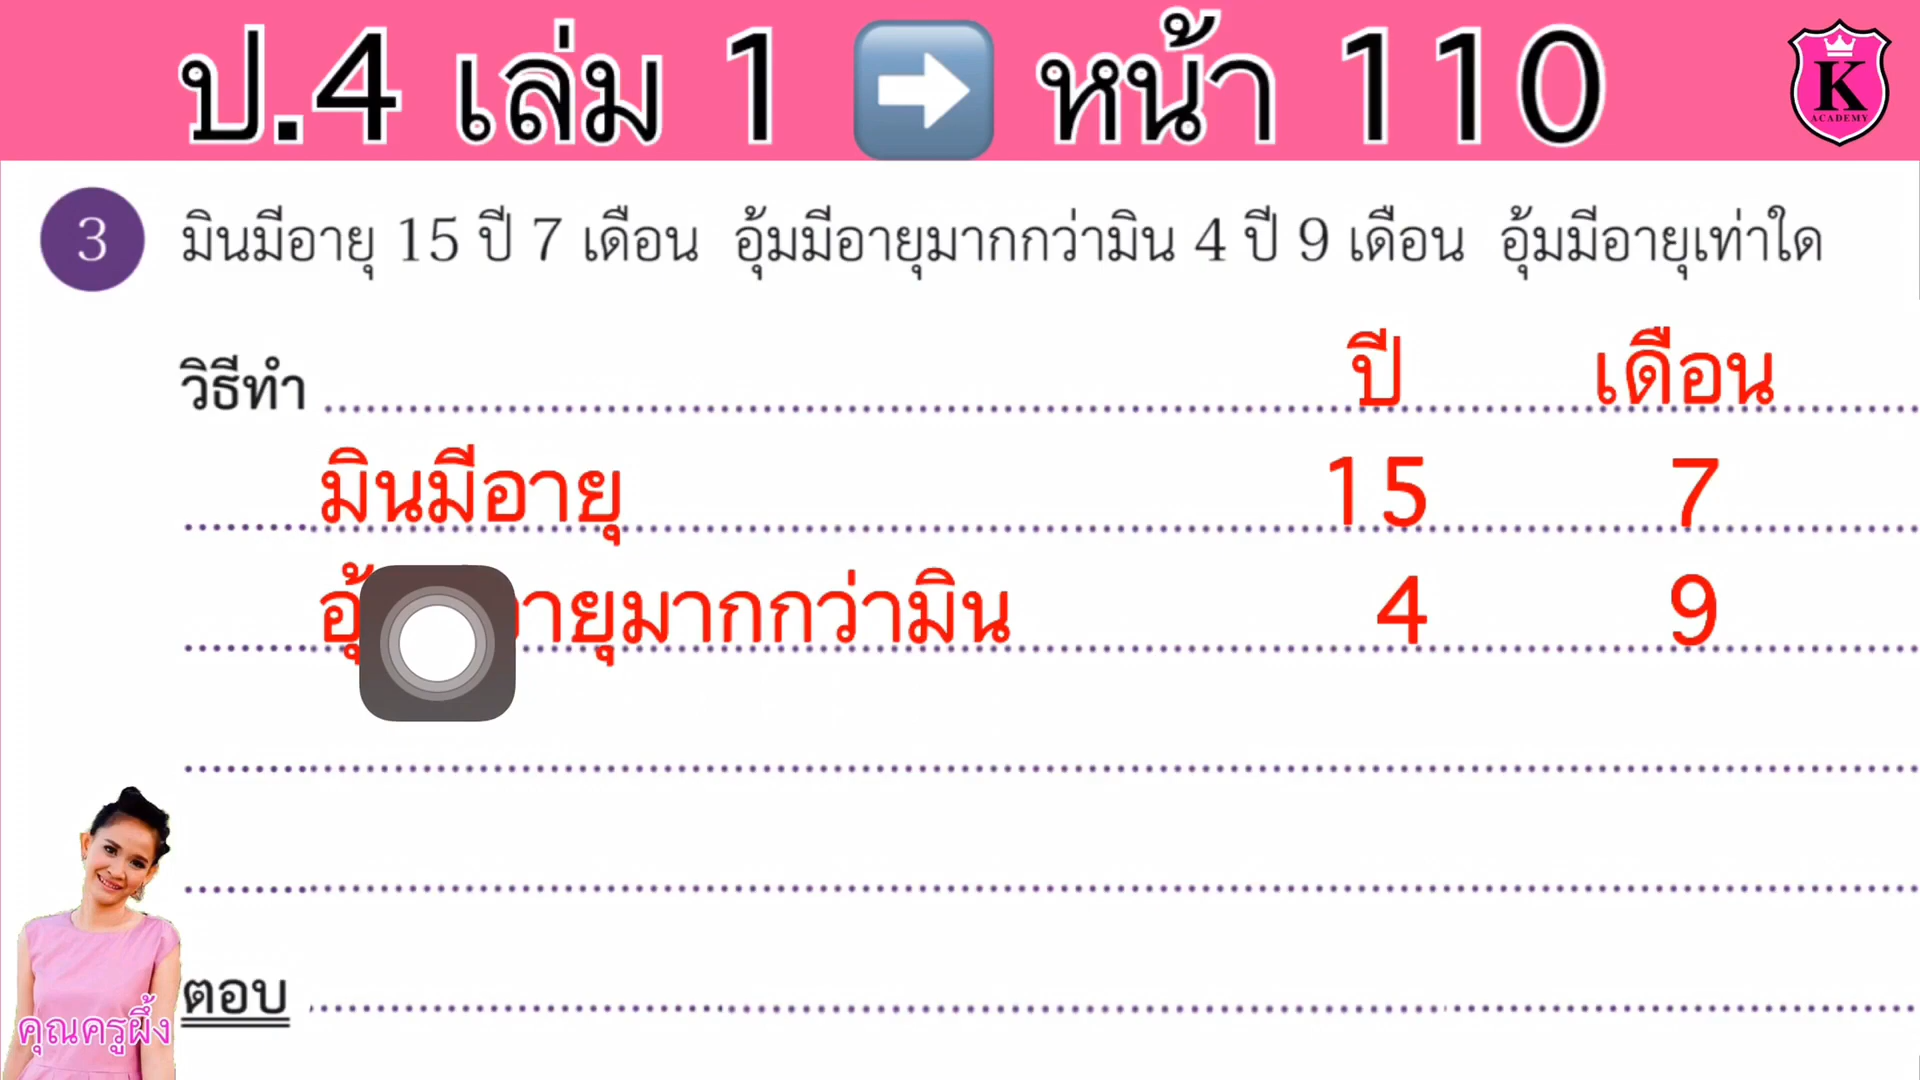 ป.4 เล่ม 1 ➡ หน้า 110
K
ACADEMY
3 มินมีอายุ 15 ปี 7 เดือน อุ้มมีอายุมากกว่ามิน 4 ปี 9 เดือน อุ้มมีอายุเท่าใด
วิธีทำ ปี เดือน
มินมีอายุ 15 7
อายุมากกว่ามิน 4 9
ตอบ
คุณครูผึ้ง